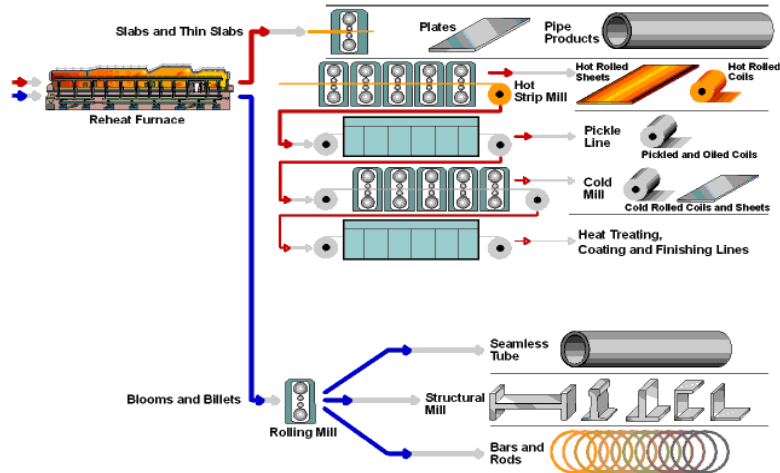 Slabs and Thin Slabs
Plates
Pipe
Products
Reheat Furnace
Hot
Strip Mill
Hot Rolled
Sheets
Hot Rolled
Coils
Pickle
Line
Pickled and Oiled Coils
Cold
Mill
Cold Rolled Coils and Sheets
Heat Treating,
Coating and Finishing Lines
Blooms and Billets
Rolling Mill
Seamless
Tube
Structural
Mill
Bars and
Rods